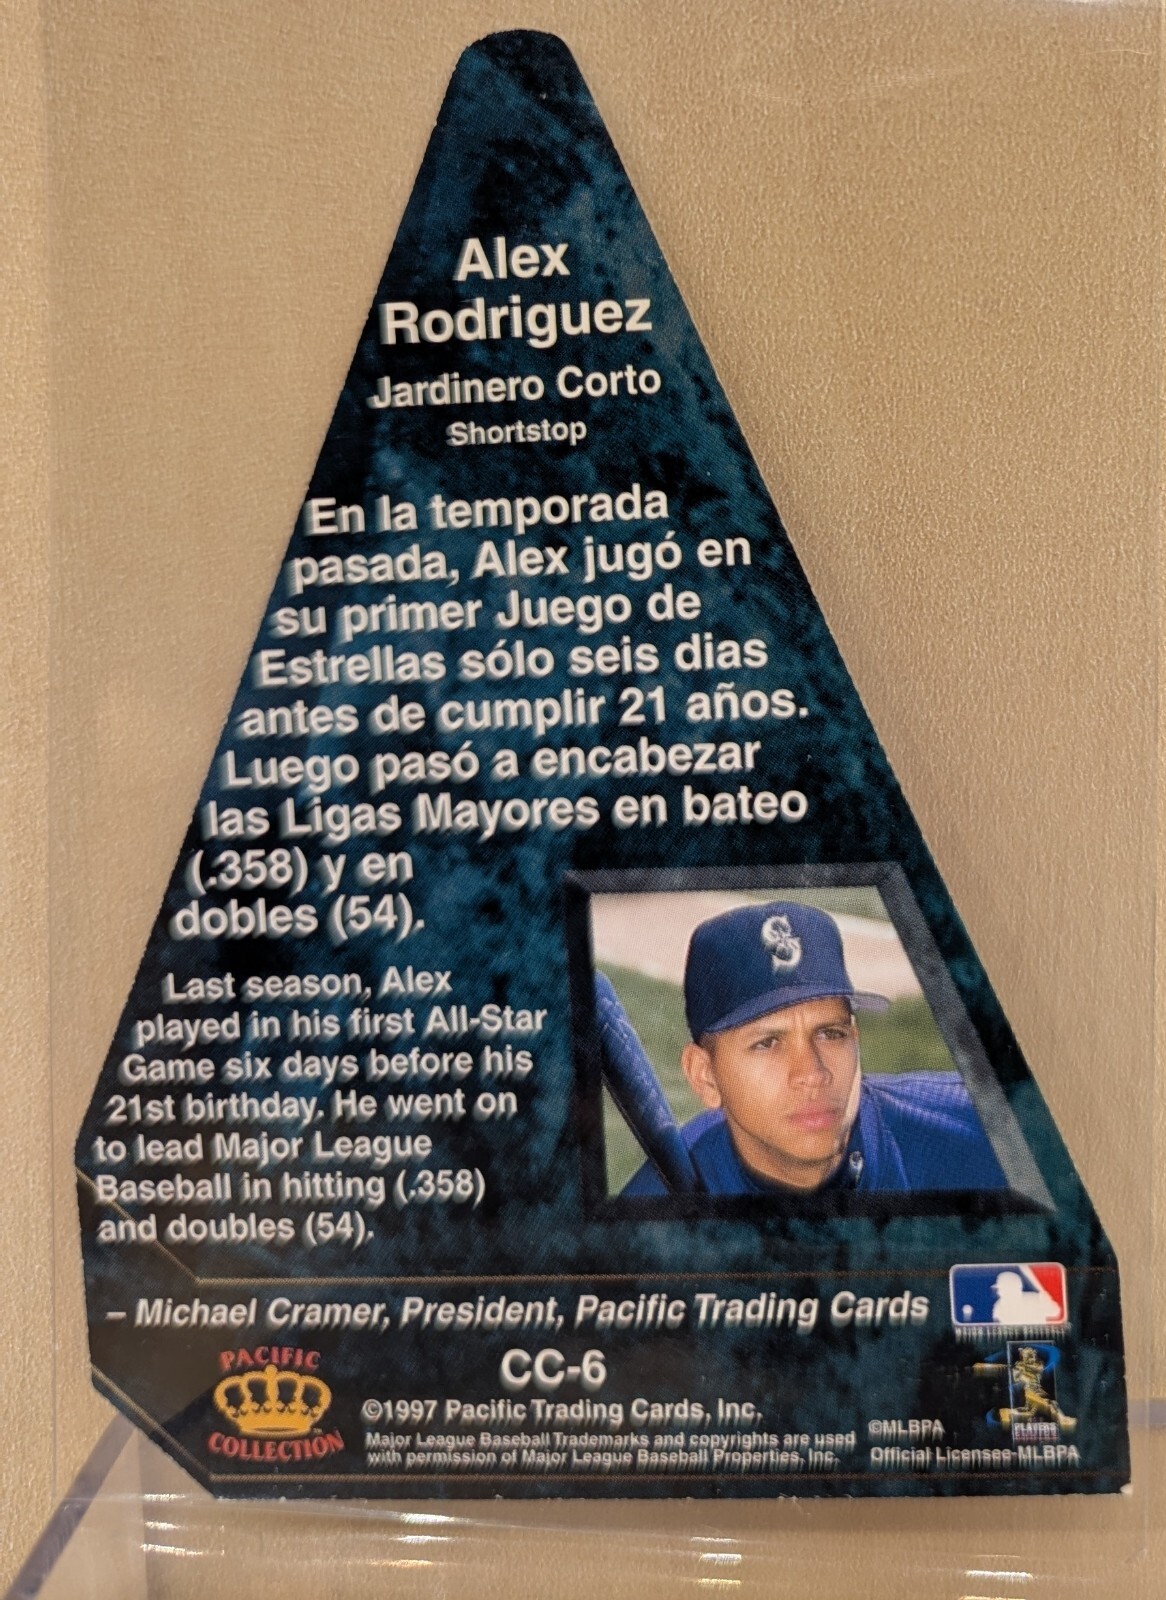 Alex
Rodriguez
Jardinero Corto
Shortstop
En la temporada
pasada, Alex jugó en
su primer Juego de
Estrellas sólo seis dias
antes de cumplir 21 años.
Luego pasó a encabezar
las Ligas Mayores en bateo
(.358) y en
dobles (54).
Last season, Alex
played in his first All-Star
Game six days before his
21st birthday. He went on
to lead Major League
Baseball in hitting (.358)
and doubles (54).
– Michael Cramer, President, Pacific Trading Cards
PACIFIC
COLLECTION
CC-6
©1997 Pacific Trading Cards, Inc.
Major League Baseball Trademarks and copyrights are used
with permission of Major League Baseball Properties, Inc.
©MLBPA
Official Licensee-MLBPA
MAJOR LEAGUE BASEBALL
PLAYERS
S